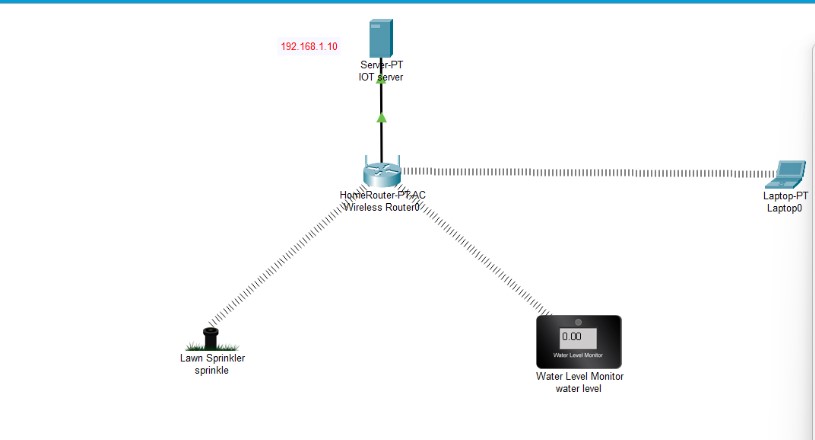 192.168.1.10
Server-PT
IOT server
HomeRouter-PT-AC
Wireless Router0
Laptop-PT
Laptop0
0.00
Water Level Monitor
Lawn Sprinkler
sprinkle
Water Level Monitor
water level